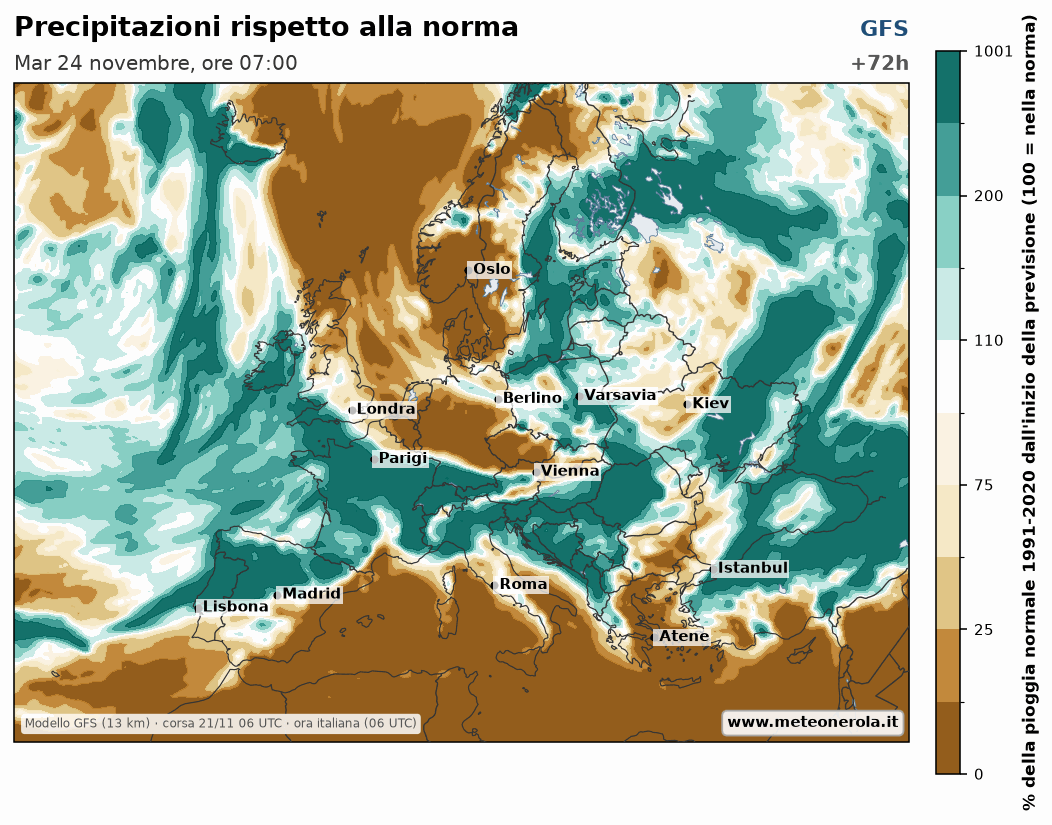 Precipitazioni rispetto alla norma
GFS
Mar 24 novembre, ore 07:00
+72h
1001
200
110
75
25
0
% della pioggia normale 1991-2020 dall'inizio della previsione (100 = nella norma)
Oslo
Berlino
Varsavia
Londra
Kiev
Parigi
Vienna
Istanbul
Roma
Madrid
Lisbona
Atene
Modello GFS (13 km) · corsa 21/11 06 UTC · ora italiana (06 UTC)
www.meteonerola.it